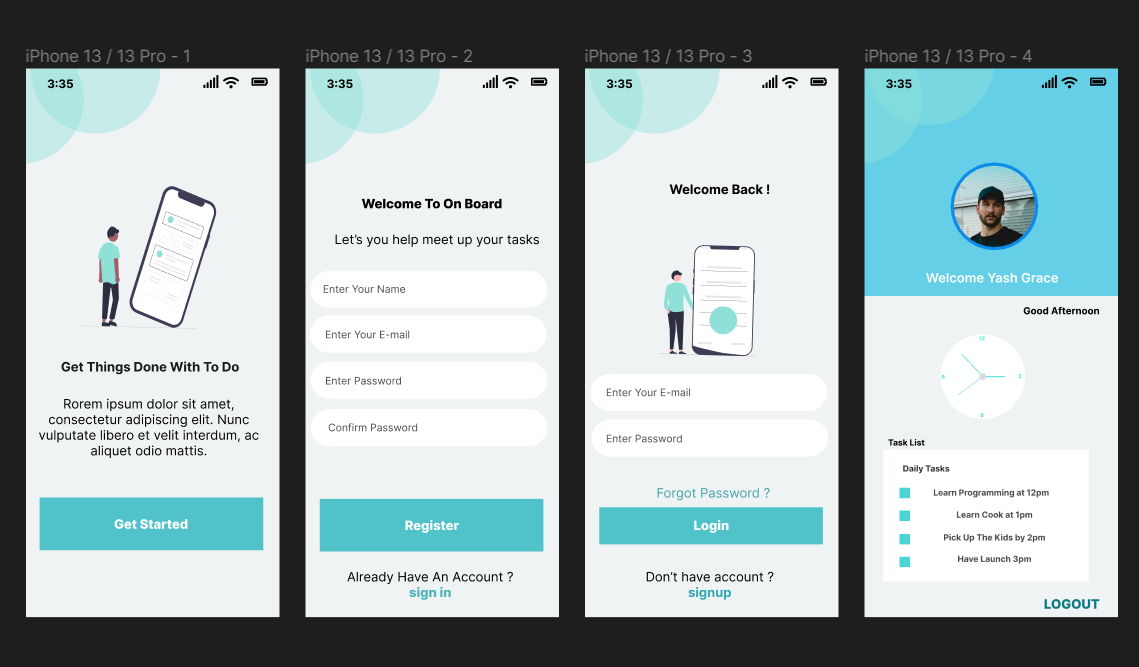 iPhone 13 / 13 Pro - 1
3:35
Get Things Done With To Do
Rorem ipsum dolor sit amet,
consectetur adipiscing elit. Nunc
vulputate libero et velit interdum, ac
aliquet odio mattis.
Get Started
iPhone 13 / 13 Pro - 2
3:35
Welcome To On Board
Let's you help meet up your tasks
Enter Your Name
Enter Your E-mail
Enter Password
Confirm Password
Register
Already Have An Account ?
sign in
iPhone 13 / 13 Pro - 3
3:35
Welcome Back !
Enter Your E-mail
Enter Password
Forgot Password ?
Login
Don't have account ?
signup
iPhone 13 / 13 Pro - 4
3:35
Welcome Yash Grace
Good Afternoon
12
6
Task List
Daily Tasks
Learn Programming at 12pm
Learn Cook at 1pm
Pick Up The Kids by 2pm
Have Launch 3pm
LOGOUT